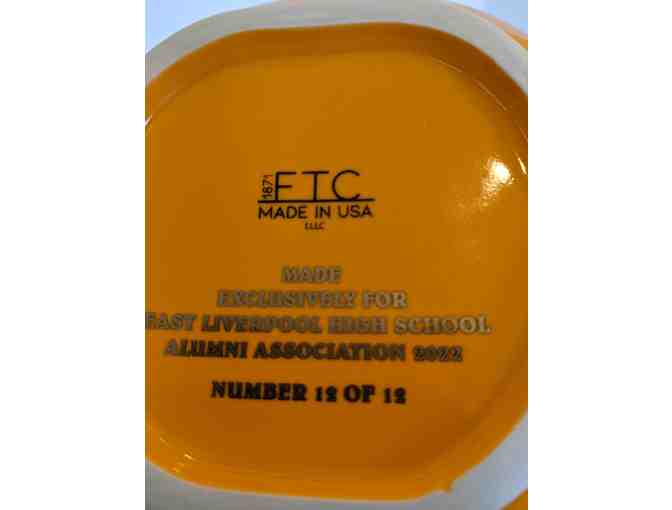 1871 FTC
MADE IN USA
LLLC
MADE
EXCLUSIVELY FOR
EAST LIVERPOOL HIGH SCHOOL
ALUMNI ASSOCIATION 2022
NUMBER 12 OF 12